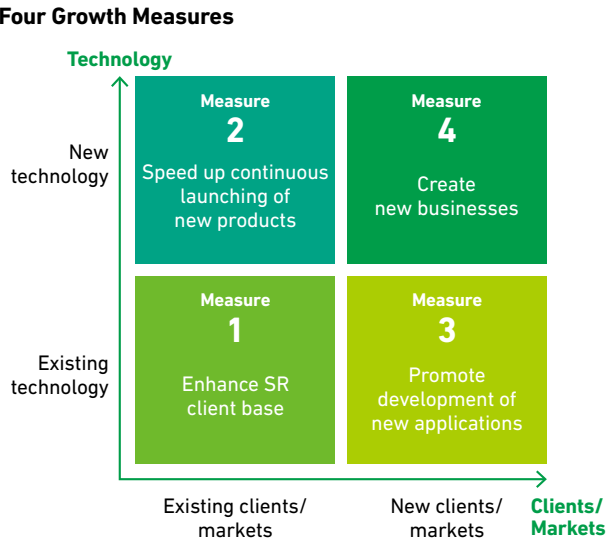 Four Growth Measures
Technology
New
technology
Measure
2
Speed up continuous
launching of
new products
Measure
4
Create
new businesses
Existing
technology
Measure
1
Enhance SR
client base
Measure
3
Promote
development of
new applications
Existing clients/
markets
New clients/
markets
Clients/
Markets